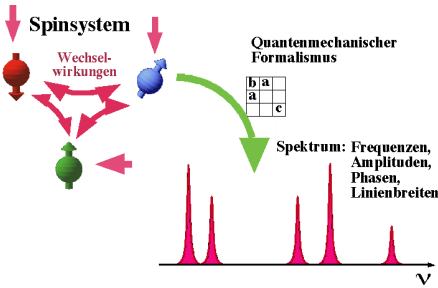 Spinsystem
Wechsel-
wirkungen
Quantenmechanischer
Formalismus
b a
a
c
Spektrum: Frequenzen,
Amplituden,
Phasen,
Linienbreiten
ν